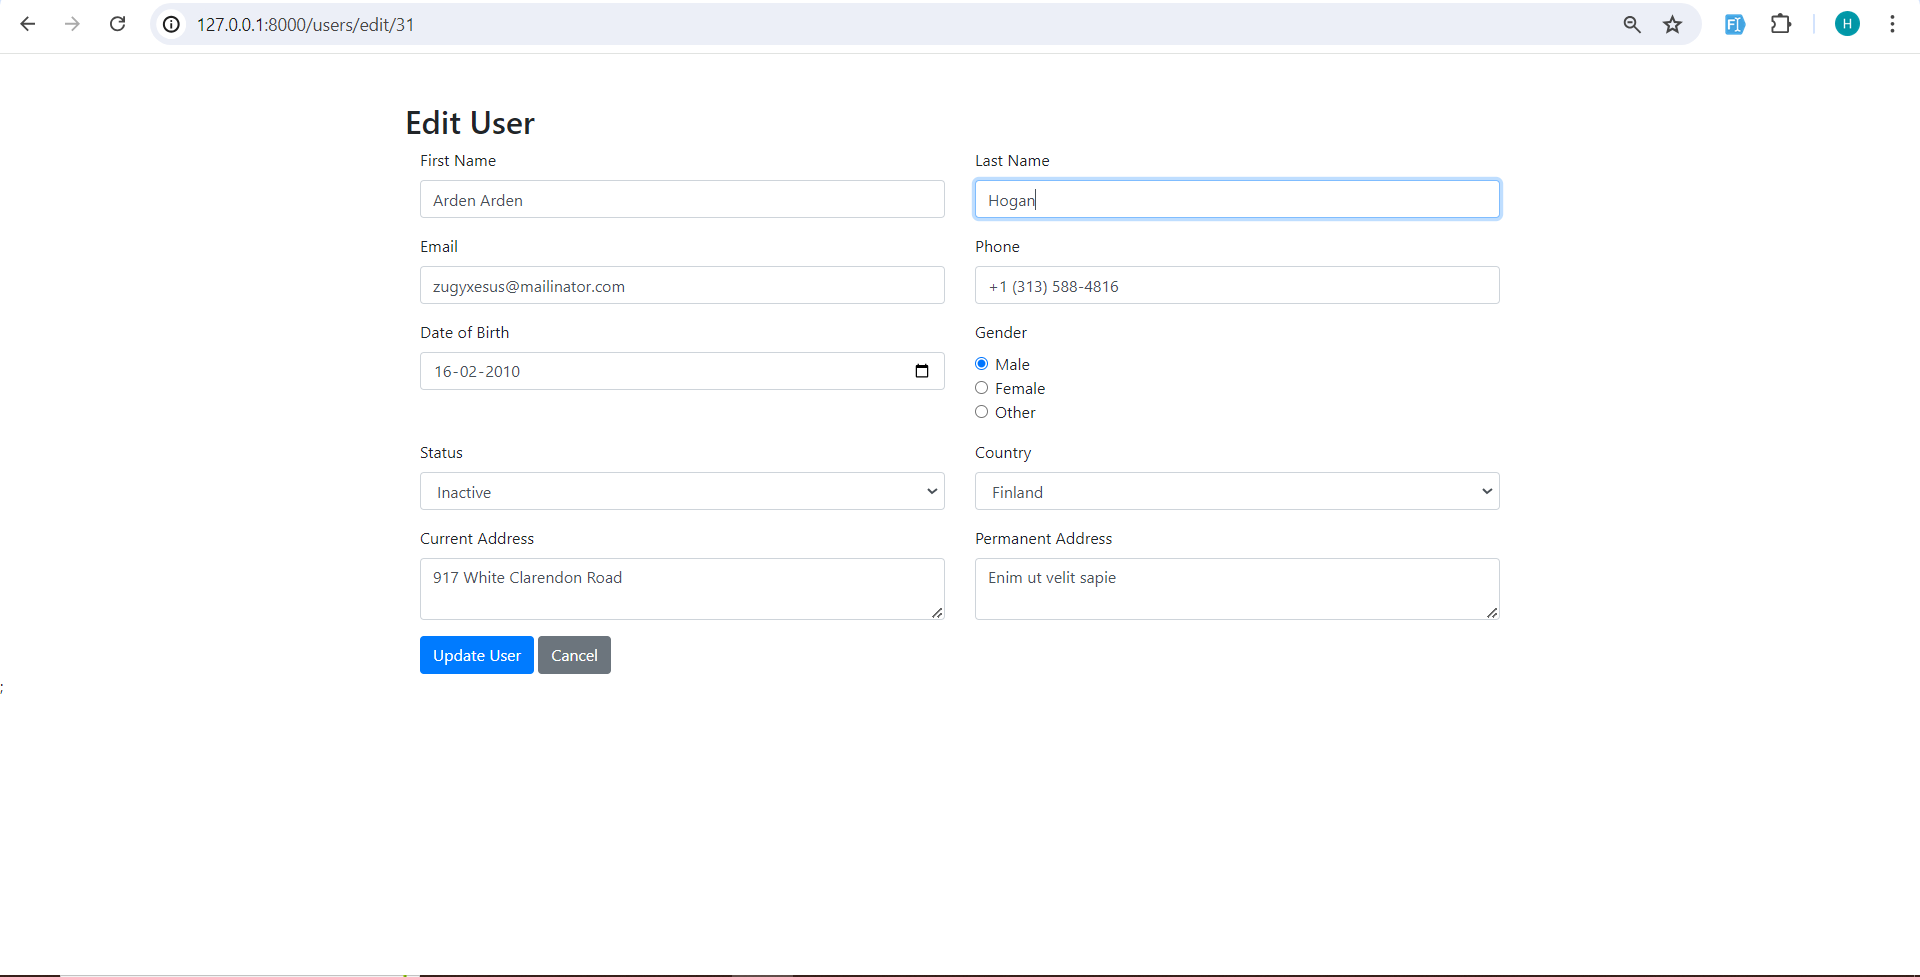 127.0.0.1:8000/users/edit/31
H
Edit User
First Name
Last Name
Arden Arden
Hogan
Email
Phone
zugyxesus@mailinator.com
+1 (313) 588-4816
Date of Birth
Gender
16-02-2010
Male
Female
Other
Status
Country
Inactive
Finland
Current Address
Permanent Address
917 White Clarendon Road
Enim ut velit sapie
Update User
Cancel
;